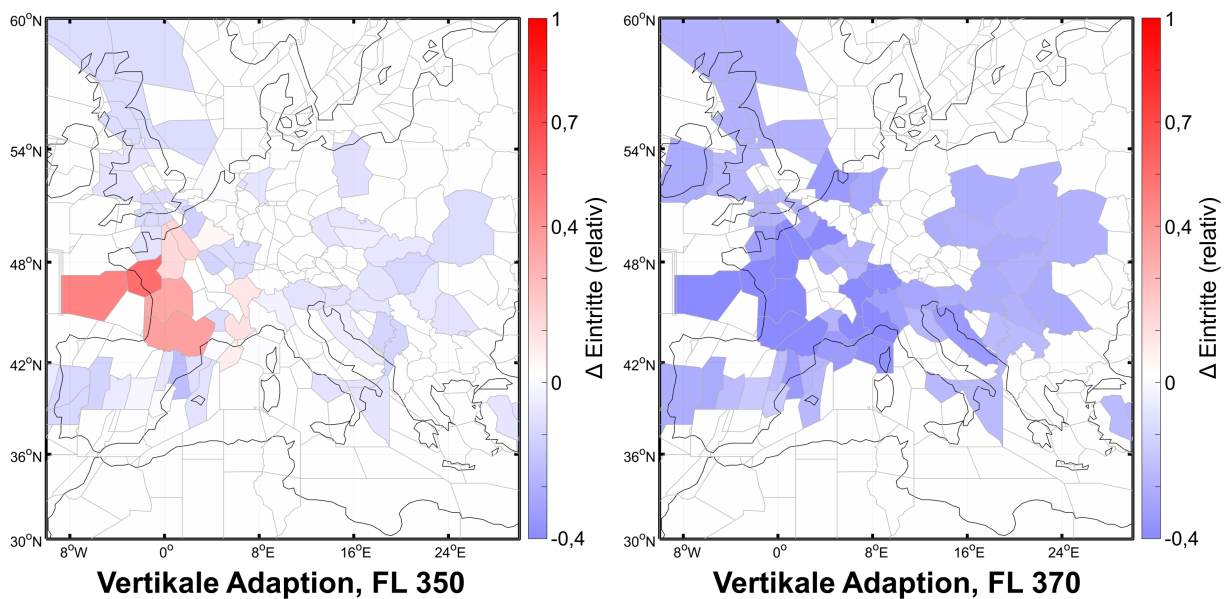 60°N
54°N
48°N
42°N
36°N
30°N
8°W
0°
8°E
16°E
24°E
1
0,7
0,4
0
-0,4
Δ Eintritte (relativ)
Vertikale Adaption, FL 350
60°N
54°N
48°N
42°N
36°N
30°N
8°W
0°
8°E
16°E
24°E
1
0,7
0,4
0
-0,4
Δ Eintritte (relativ)
Vertikale Adaption, FL 370